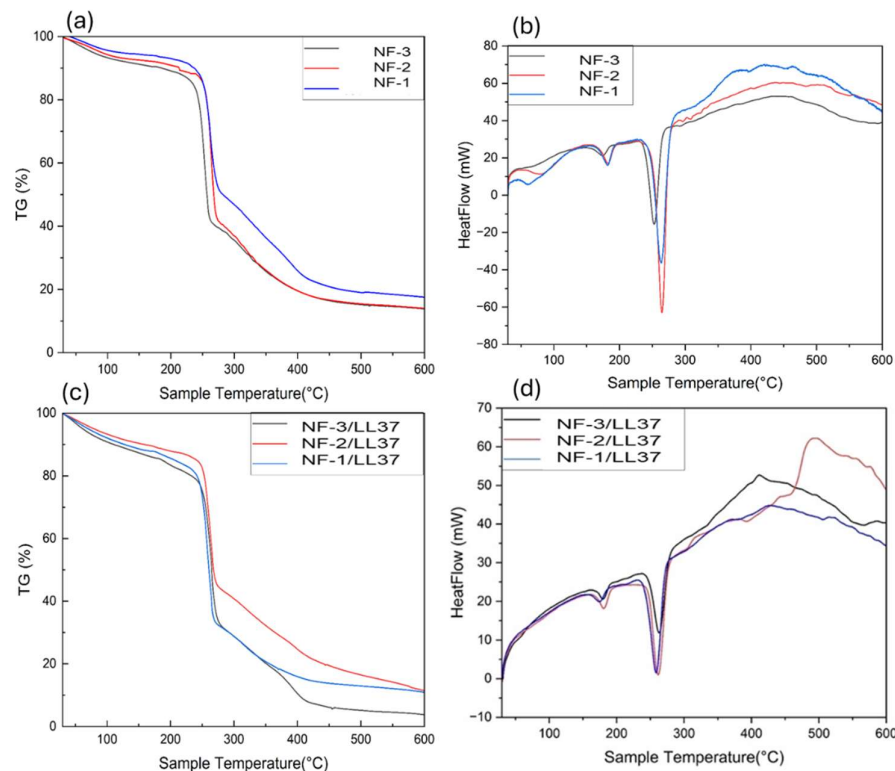 (a)
NF-3
NF-2
NF-1
100
80
60
40
20
0
TG (%)
100 200 300 400 500 600
Sample Temperature(°C)
(b)
NF-3
NF-2
NF-1
80
60
40
20
0
−20
−40
−60
−80
HeatFlow (mW)
100 200 300 400 500 600
Sample Temperature(°C)
(c)
NF-3/LL37
NF-2/LL37
NF-1/LL37
100
80
60
40
20
0
TG (%)
100 200 300 400 500 600
Sample Temperature(°C)
(d)
NF-3/LL37
NF-2/LL37
NF-1/LL37
70
60
50
40
30
20
10
0
−10
HeatFlow (mW)
100 200 300 400 500 600
Sample Temperature(°C)